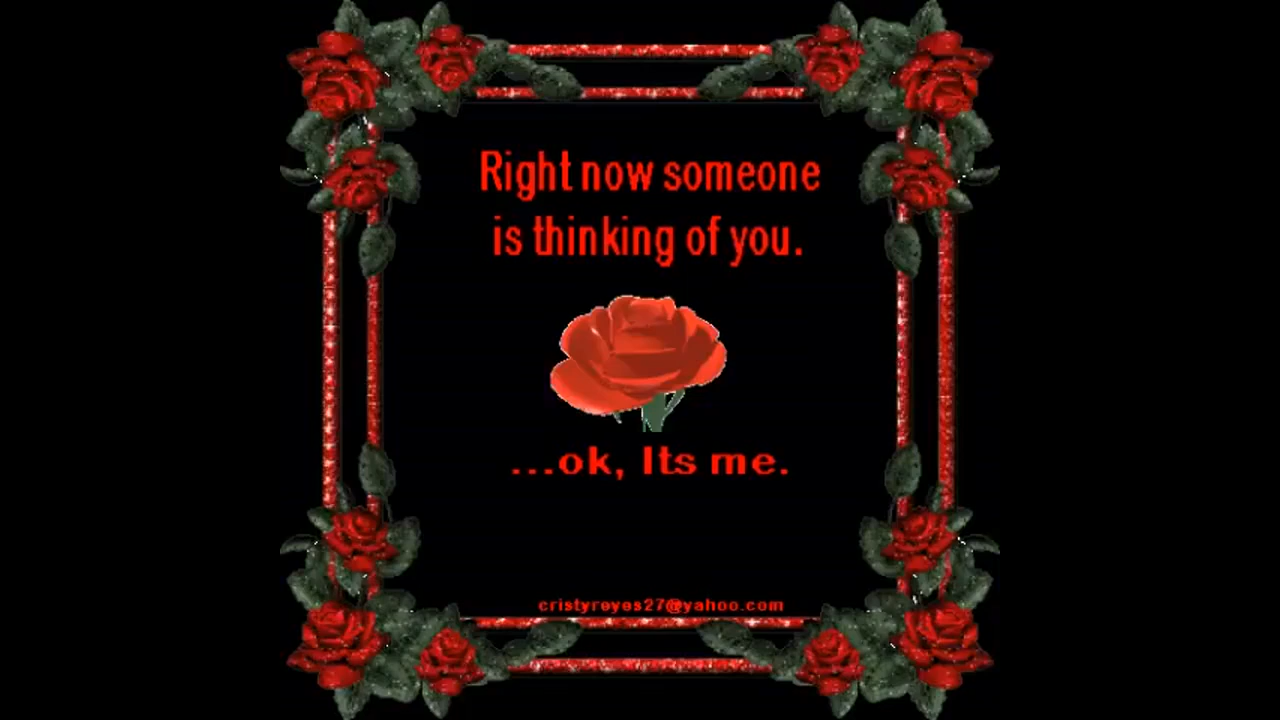 Right now someone
is thinking of you.
...ok, Its me.
cristyreyes27@yahoo.com